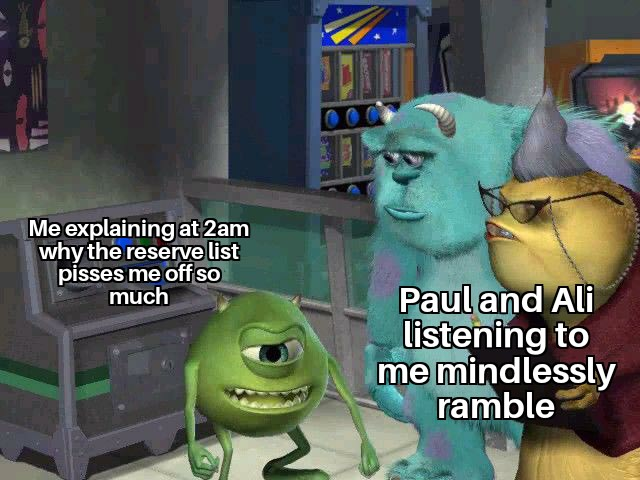 Me explaining at 2am
why the reserve list
pisses me off so
much
Paul and Ali
listening to
me mindlessly
ramble